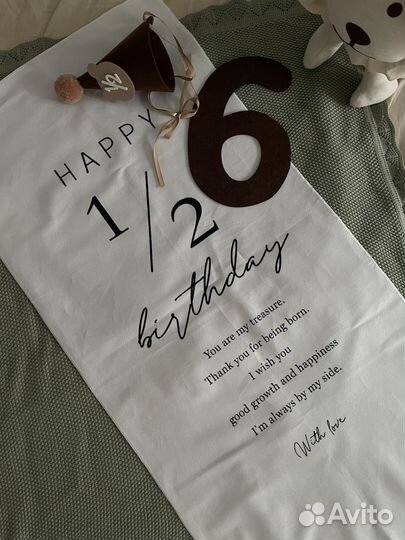 1/2
6
HAPPY
1/2
birthday
You are my treasure.
Thank you for being born.
I wish you
good growth and happiness
I'm always by my side.
With love
Avito